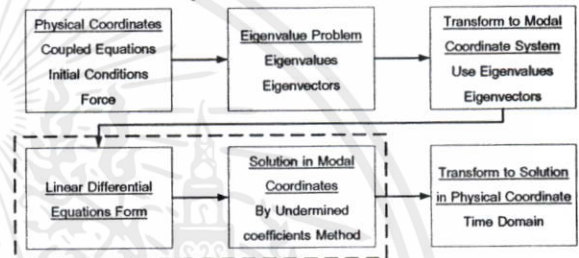 Physical Coordinates
Coupled Equations
Initial Conditions
Force
Eigenvalue Problem
Eigenvalues
Eigenvectors
Transform to Modal
Coordinate System
Use Eigenvalues
Eigenvectors
Linear Differential
Equations Form
Solution in Modal
Coordinates
By Undermined
coefficients Method
Transform to Solution
in Physical Coordinate
Time Domain